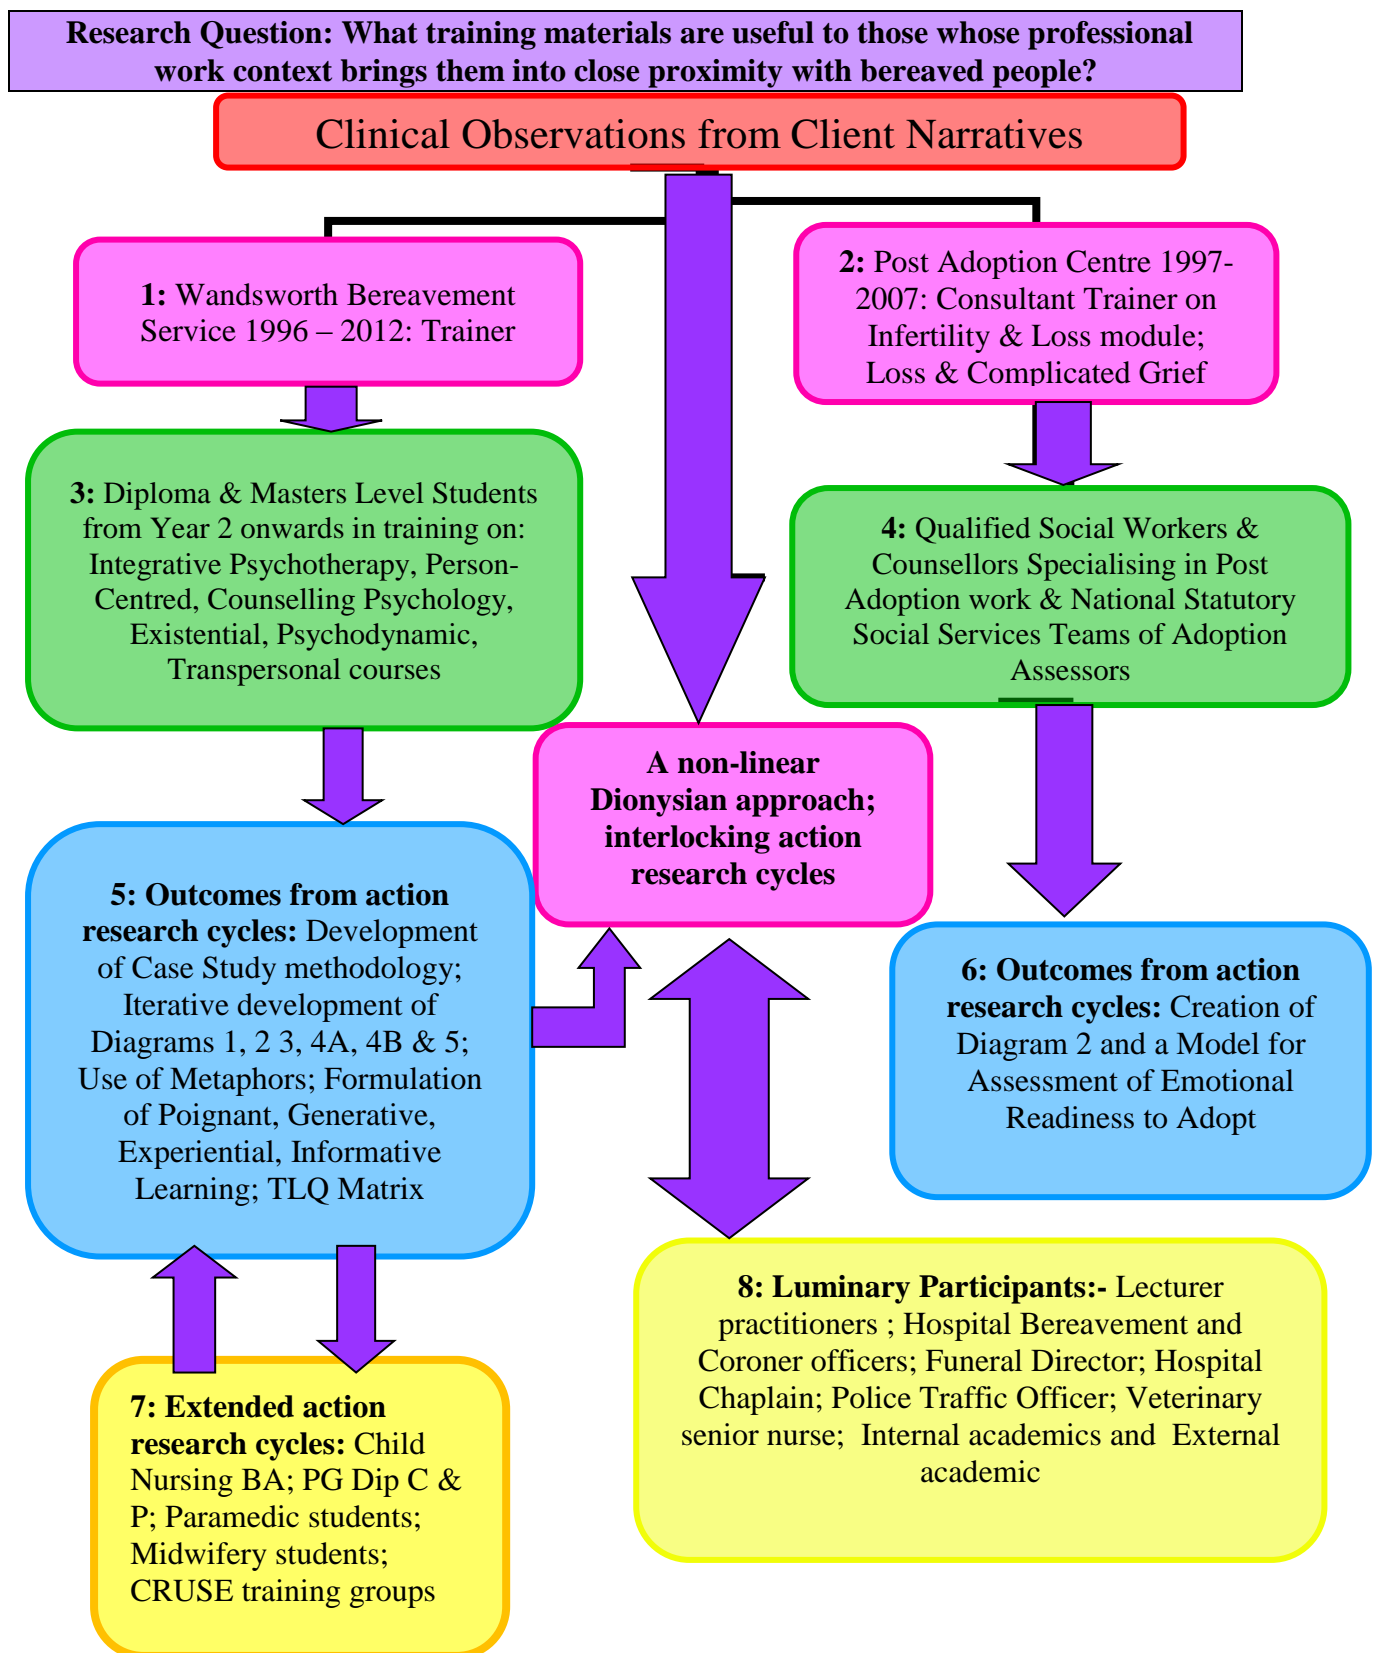 Research Question: What training materials are useful to those whose professional
work context brings them into close proximity with bereaved people?
Clinical Observations from Client Narratives
1: Wandsworth Bereavement
Service 1996 – 2012: Trainer
2: Post Adoption Centre 1997-
2007: Consultant Trainer on
Infertility & Loss module;
Loss & Complicated Grief
3: Diploma & Masters Level Students
from Year 2 onwards in training on:
Integrative Psychotherapy, Person-
Centred, Counselling Psychology,
Existential, Psychodynamic,
Transpersonal courses
4: Qualified Social Workers &
Counsellors Specialising in Post
Adoption work & National Statutory
Social Services Teams of Adoption
Assessors
A non-linear
Dionysian approach;
interlocking action
research cycles
5: Outcomes from action
research cycles: Development
of Case Study methodology;
Iterative development of
Diagrams 1, 2 3, 4A, 4B & 5;
Use of Metaphors; Formulation
of Poignant, Generative,
Experiential, Informative
Learning; TLQ Matrix
6: Outcomes from action
research cycles: Creation of
Diagram 2 and a Model for
Assessment of Emotional
Readiness to Adopt
7: Extended action
research cycles: Child
Nursing BA; PG Dip C &
P; Paramedic students;
Midwifery students;
CRUSE training groups
8: Luminary Participants:- Lecturer
practitioners ; Hospital Bereavement and
Coroner officers; Funeral Director; Hospital
Chaplain; Police Traffic Officer; Veterinary
senior nurse;  Internal academics and  External
academic